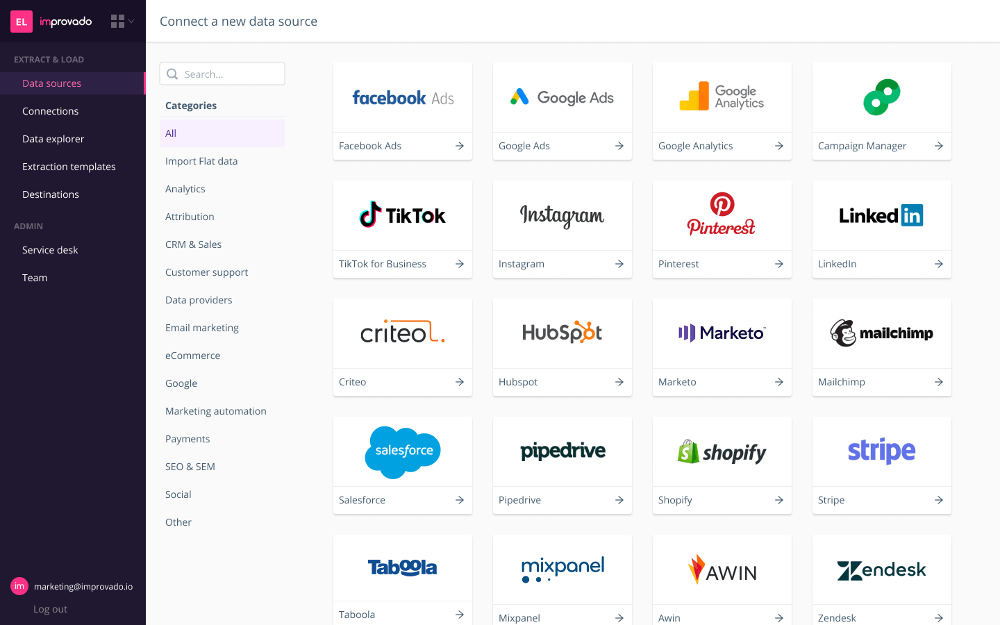 EL improvado
EXTRACT & LOAD
Data sources
Connections
Data explorer
Extraction templates
Destinations
ADMIN
Service desk
Team
im marketing@improvado.io
Log out
Connect a new data source
Search...
Categories
All
Import Flat data
Analytics
Attribution
CRM & Sales
Customer support
Data providers
Email marketing
eCommerce
Google
Marketing automation
Payments
SEO & SEM
Social
Other
facebook Ads
Facebook Ads
Google Ads
Google Ads
Google
Analytics
Google Analytics
Campaign Manager
TikTok
TikTok for Business
Instagram
Instagram
Pinterest
Pinterest
Linked in
LinkedIn
criteo
Criteo
HubSpot
Hubspot
Marketo™
Marketo
mailchimp
Mailchimp
salesforce
Salesforce
pipedrive
Pipedrive
S shopify
Shopify
stripe
Stripe
Taboola
Taboola
mixpanel
Mixpanel
AWIN
Awin
Zendesk
Zendesk